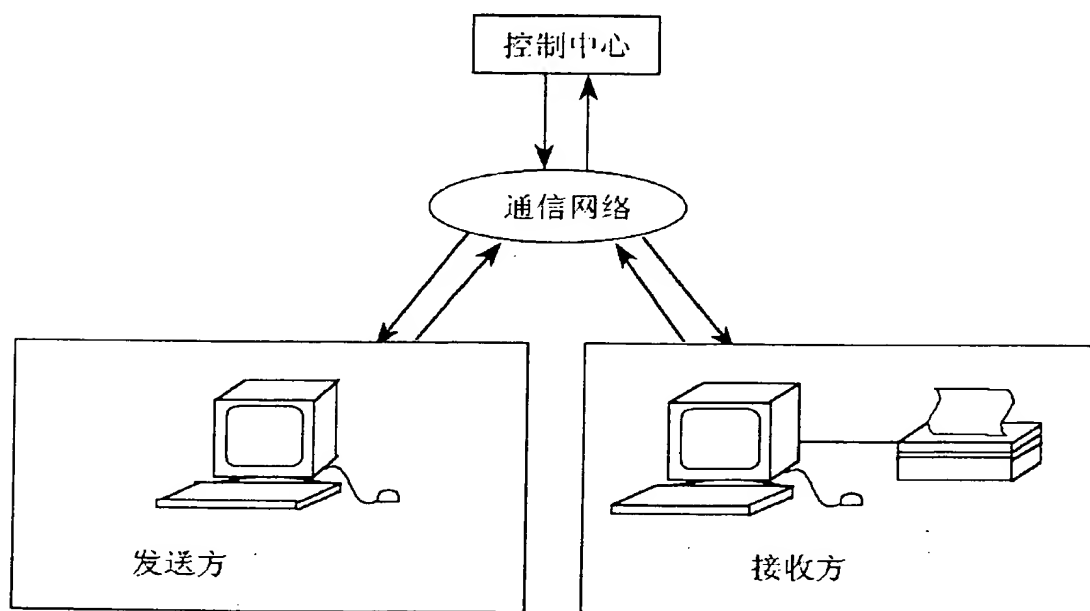 控制中心
通信网络
发送方
接收方